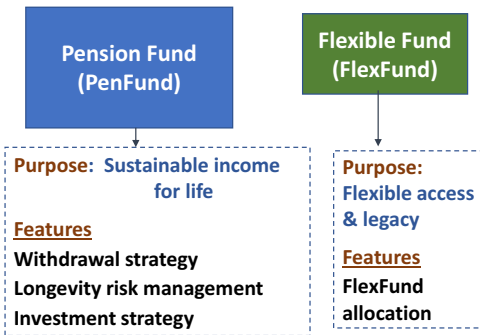 Pension Fund
(PenFund)
Flexible Fund
(FlexFund)
Purpose: Sustainable income
for life
Features
Withdrawal strategy
Longevity risk management
Investment strategy
Purpose:
Flexible access
& legacy
Features
FlexFund
allocation